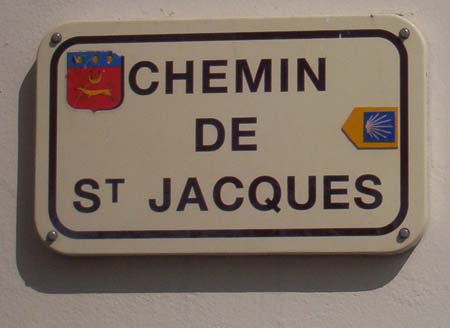 CHEMIN
DE
ST JACQUES